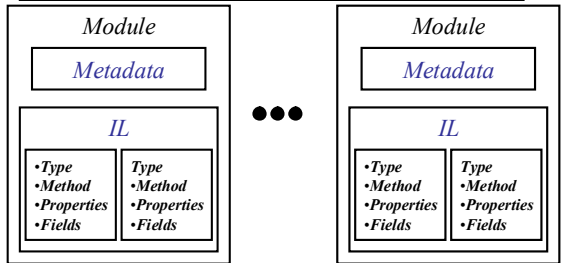 Module
Metadata
IL
•Type
•Method
•Properties
•Fields
Type
•Method
•Properties
•Fields
Module
Metadata
IL
•Type
•Method
•Properties
•Fields
Type
•Method
•Properties
•Fields